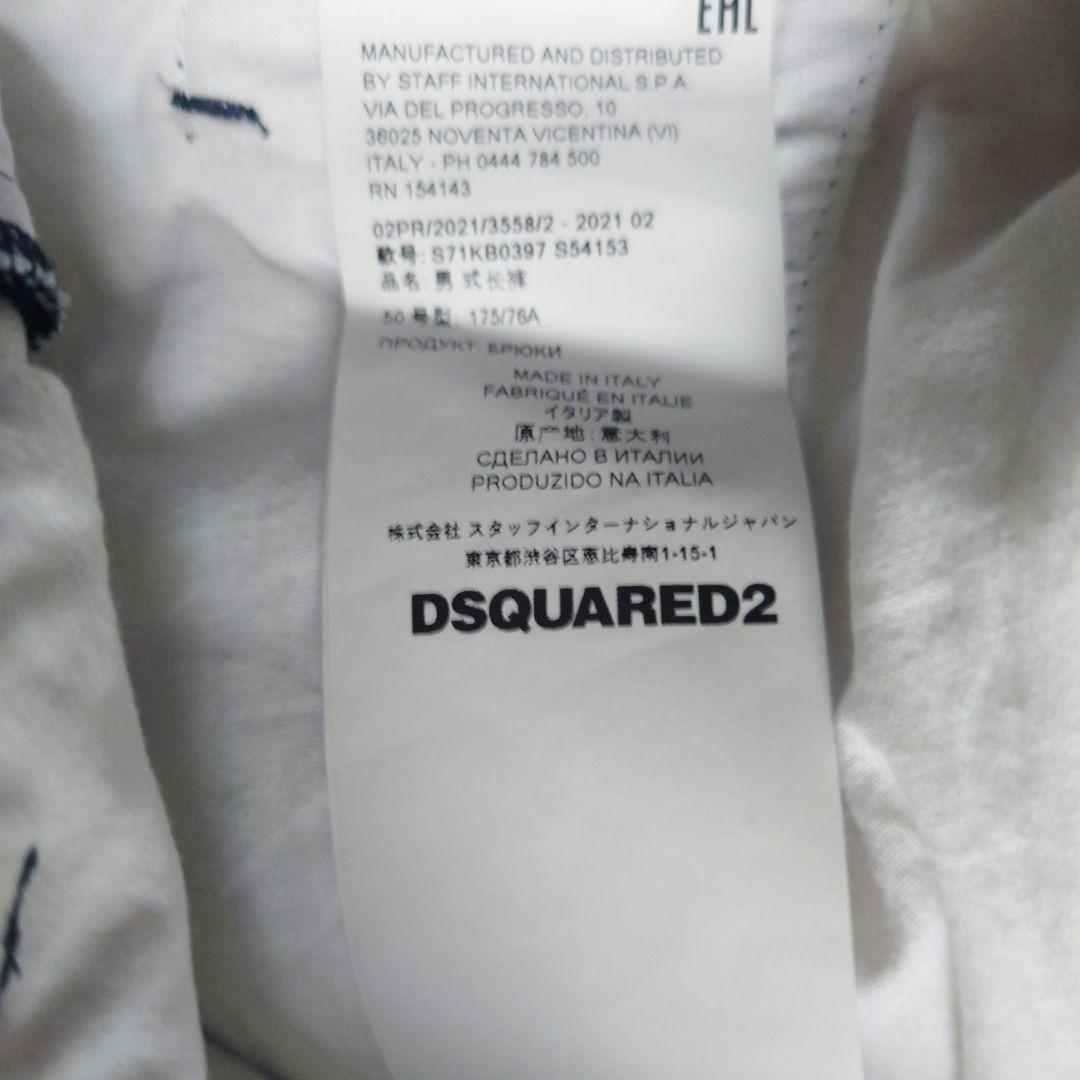 EAC
MANUFACTURED AND DISTRIBUTED
BY STAFF INTERNATIONAL S.P.A.
VIA DEL PROGRESSO, 10
36025 NOVENTA VICENTINA (VI)
ITALY - PH 0444 784 500
RN 154143
02PR/2021/3558/2 - 2021 02
款号: S71KB0397 S54153
品名: 男 式长裤
50 号型: 175/76A
ПРОДУКТ: БРЮКИ
MADE IN ITALY
FABRIQUÉ EN ITALIE
イタリア製
原产地: 意大利
СДЕЛАНО В ИТАЛИИ
PRODUZIDO NA ITALIA
株式会社 スタッフインターナショナルジャパン
東京都渋谷区恵比寿南1-15-1
DSQUARED2